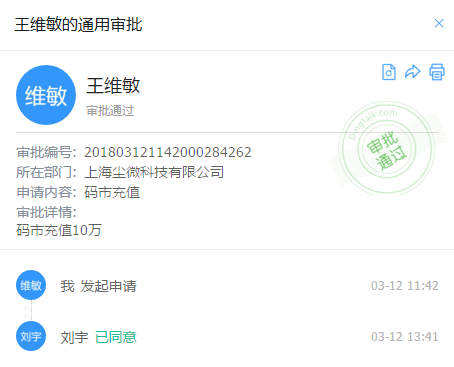 王维敏的通用审批
维敏
王维敏
审批通过
Dingtalk.com
审批
通过
审批编号: 201803121142000284262
所在部门: 上海尘微科技有限公司
申请内容: 码市充值
审批详情:
码市充值10万
维敏 我 发起申请 03-12 11:42
刘宇 刘宇 已同意 03-12 13:41